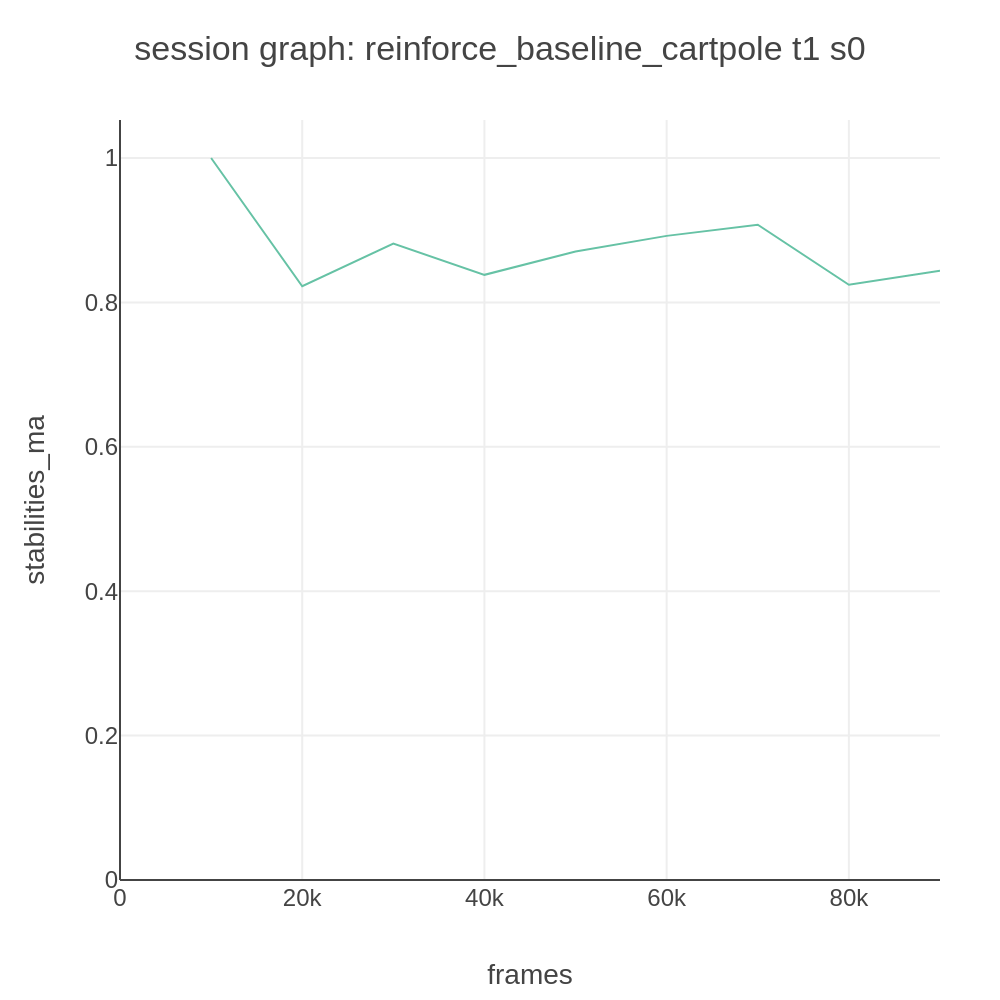 session graph: reinforce_baseline_cartpole t1 s0
stabilities_ma
1
0.8
0.6
0.4
0.2
0
0
20k
40k
60k
80k
frames